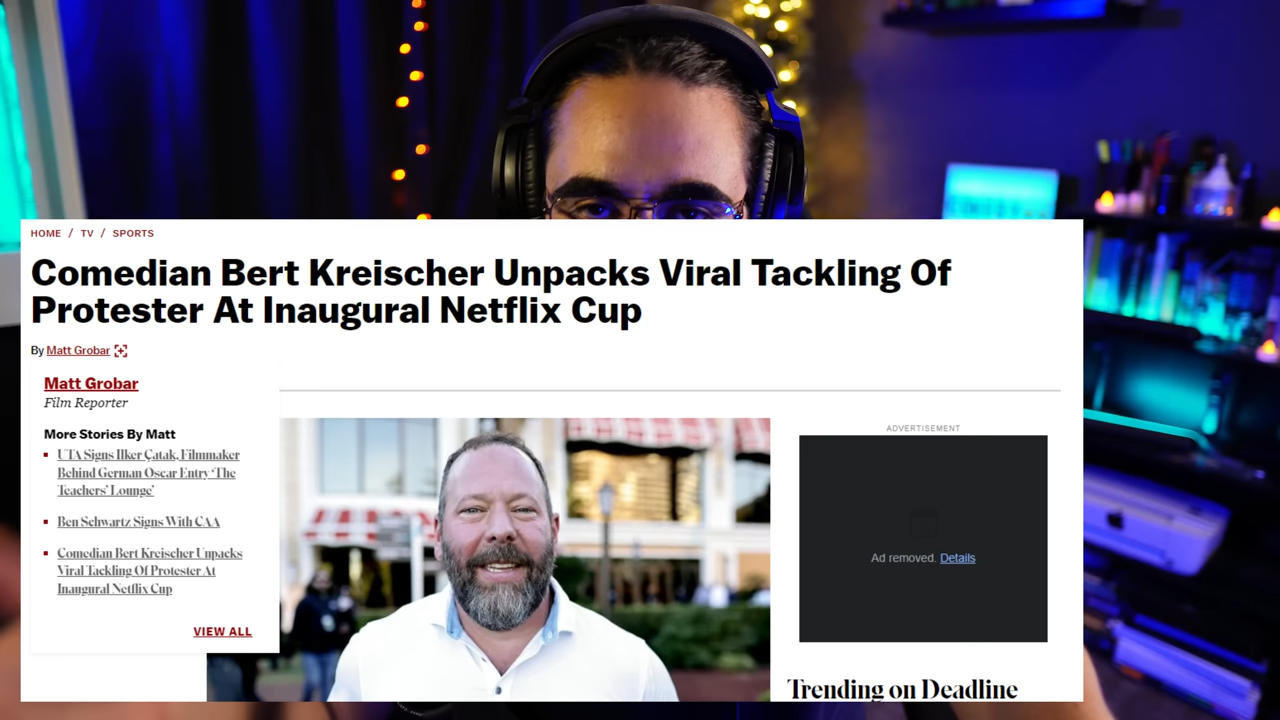 HOME / TV / SPORTS
Comedian Bert Kreischer Unpacks Viral Tackling Of
Protester At Inaugural Netflix Cup
By Matt Grobar
Matt Grobar
Film Reporter
More Stories By Matt
UTA Signs Ilker Çatak, Filmmaker
Behind German Oscar Entry ‘The
Teachers’ Lounge’
Ben Schwartz Signs With CAA
Comedian Bert Kreischer Unpacks
Viral Tackling Of Protester At
Inaugural Netflix Cup
VIEW ALL
ADVERTISEMENT
Ad removed. Details
Trending on Deadline